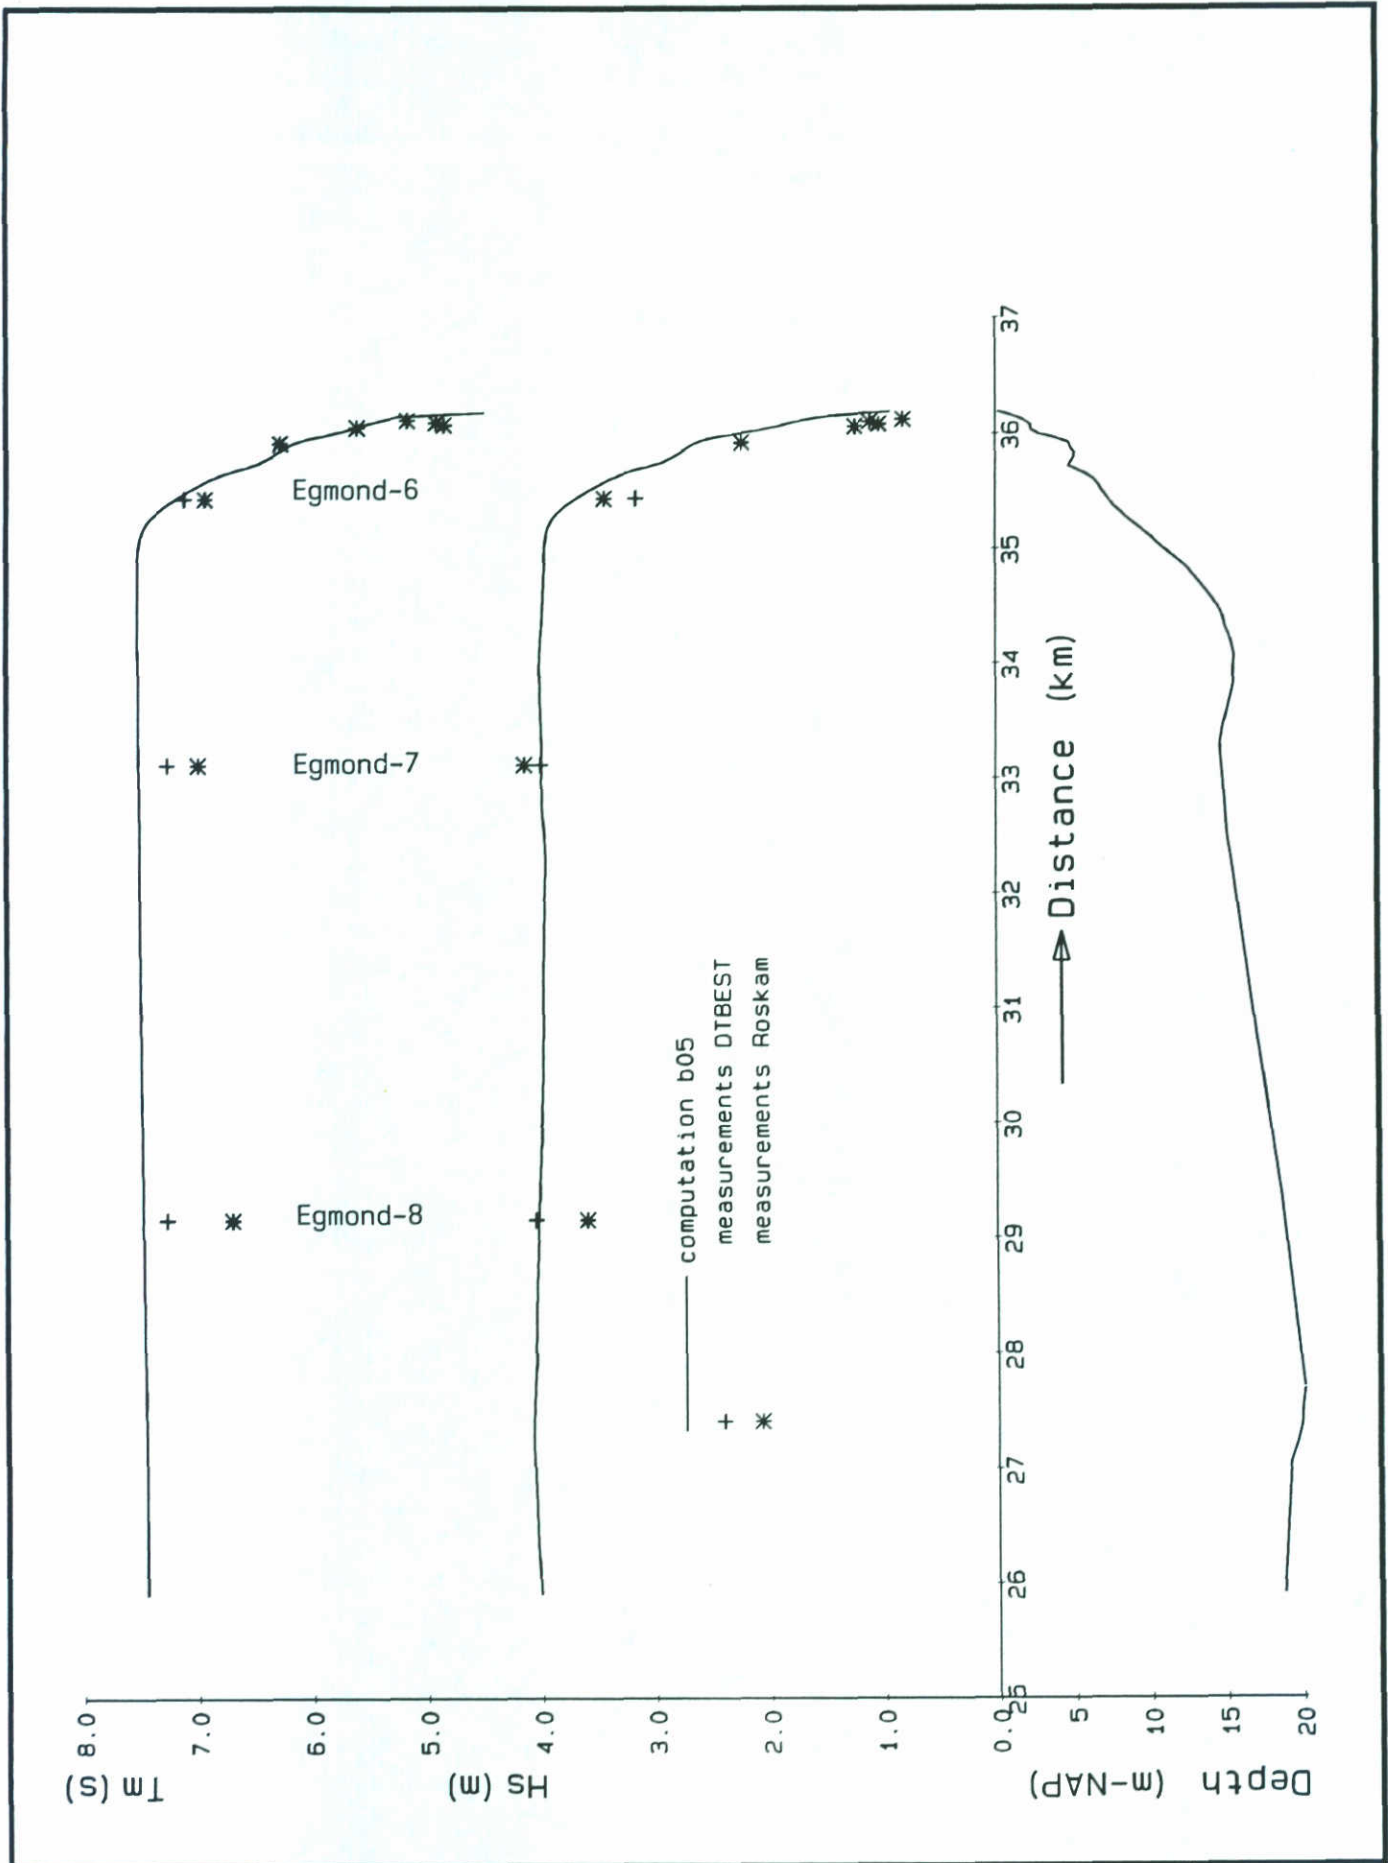 Tm (s)
Hs (m)
Depth (m-NAP)
8.0
7.0
6.0
5.0
4.0
3.0
2.0
1.0
0.0
5
10
15
20
25
26
27
28
29
30
31
32
33
34
35
36
37
Distance (km)
Egmond-8
Egmond-7
Egmond-6
computation b05
+ measurements DTBEST
* measurements Roskam